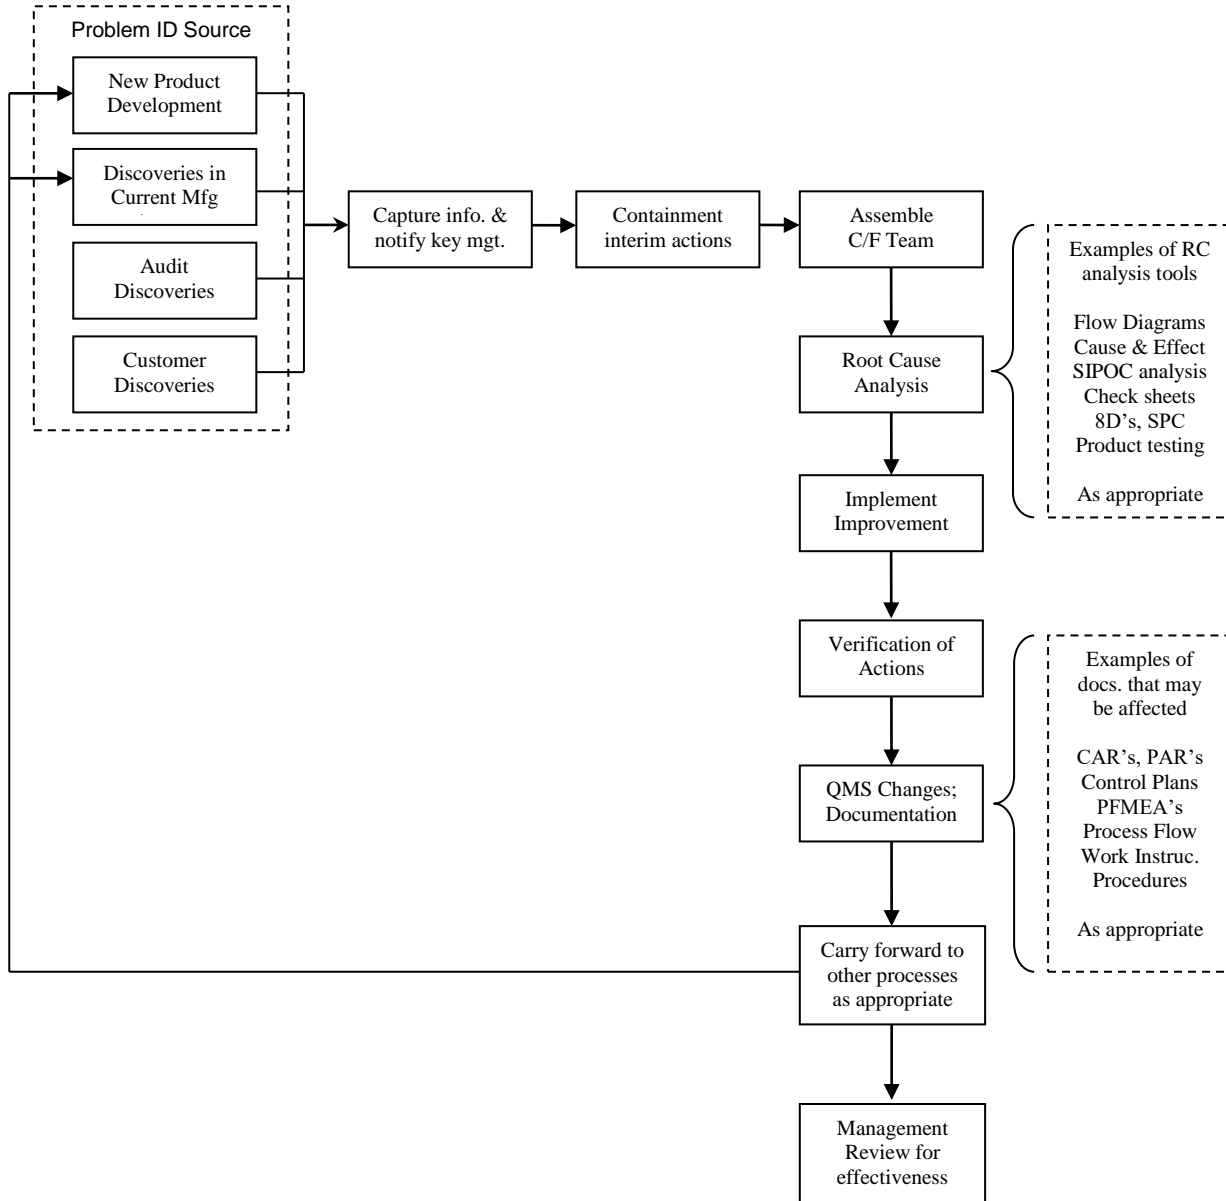 Problem ID Source
New Product
Development
Discoveries in
Current Mfg
Audit
Discoveries
Customer
Discoveries
Capture info. &
notify key mgt.
Containment
interim actions
Assemble
C/F Team
Root Cause
Analysis
Examples of RC
analysis tools
Flow Diagrams
Cause & Effect
SIPOC analysis
Check sheets
8D’s, SPC
Product testing
As appropriate
Implement
Improvement
Verification of
Actions
QMS Changes;
Documentation
Examples of
docs. that may
be affected
CAR’s, PAR’s
Control Plans
PFMEA’s
Process Flow
Work Instruc.
Procedures
As appropriate
Carry forward to
other processes
as appropriate
Management
Review for
effectiveness